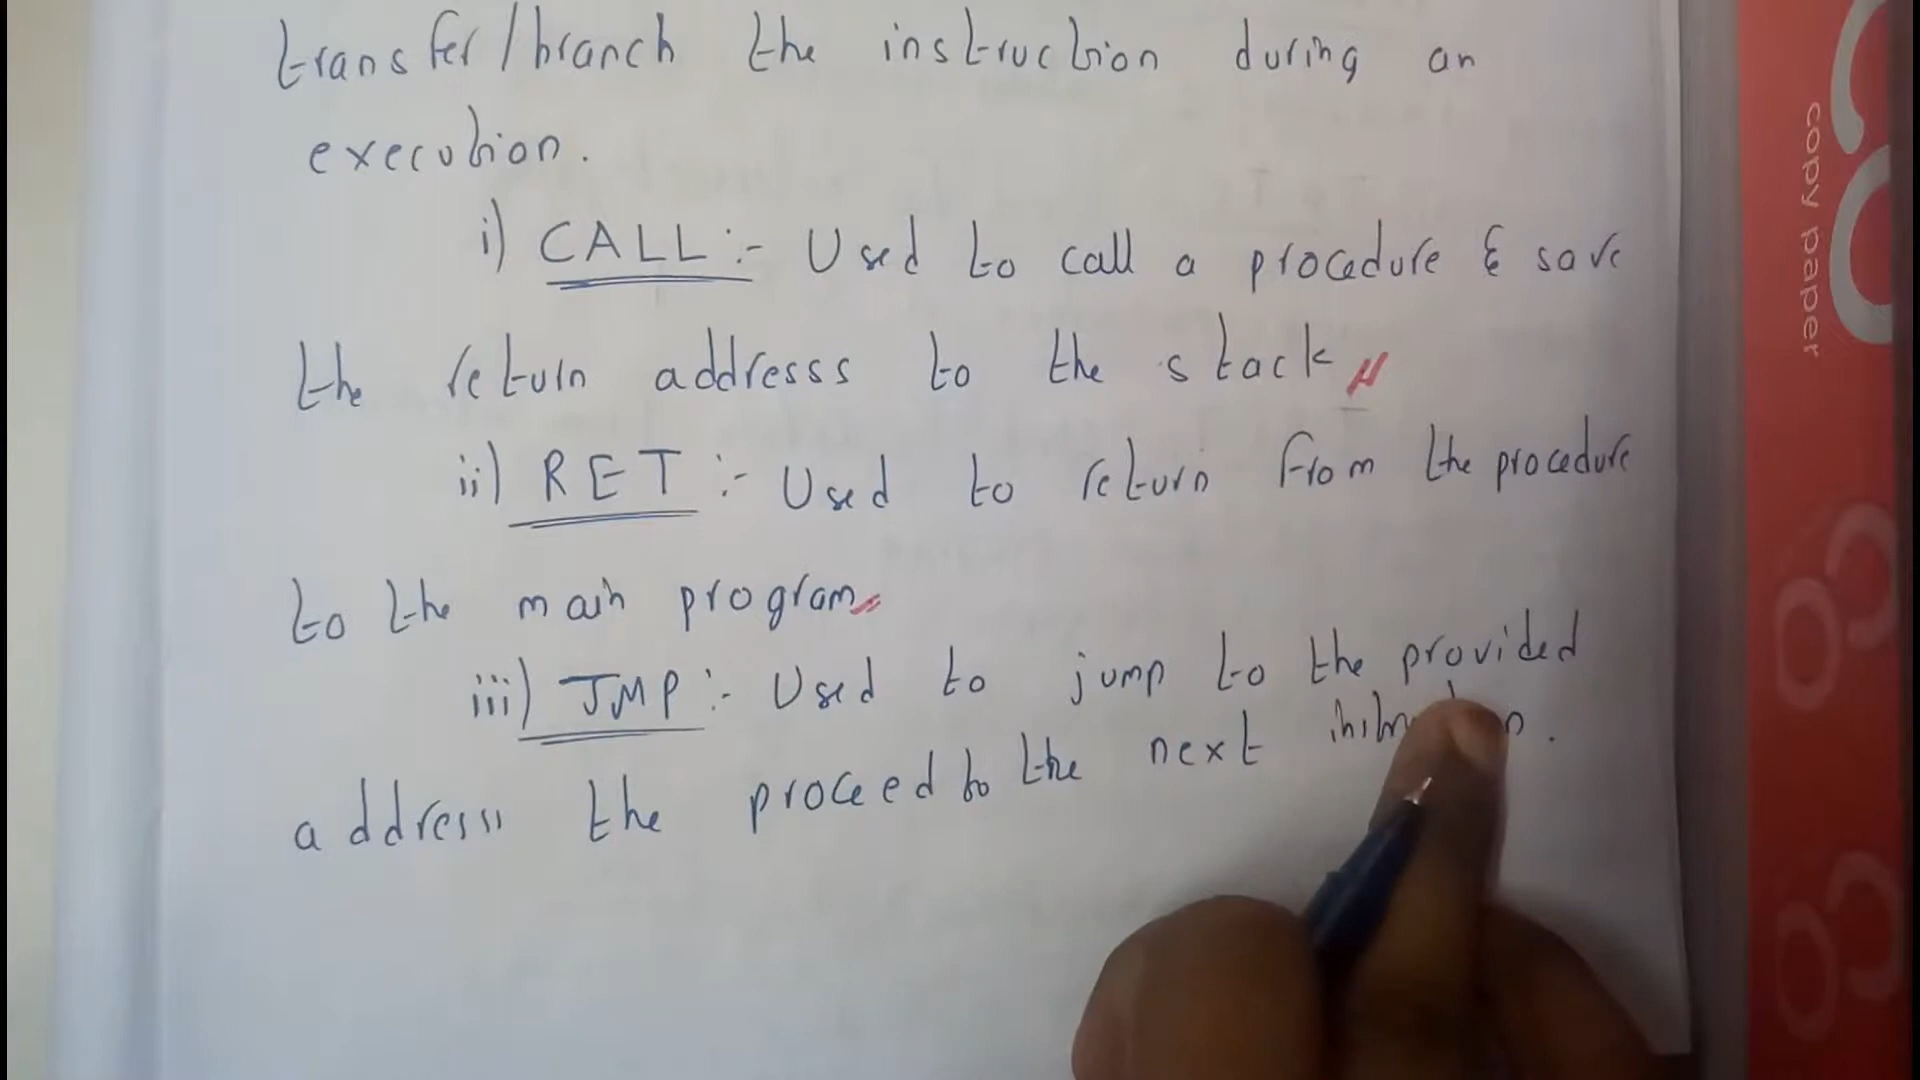 transfer/branch the instruction during an
execution.
i) CALL :- Used to call a procedure & save
the return addresss to the stack
ii) RET :- Used to return from the procedure
to the main program
iii) JMP :- Used to jump to the provided
address the proceed to the next
copy paper